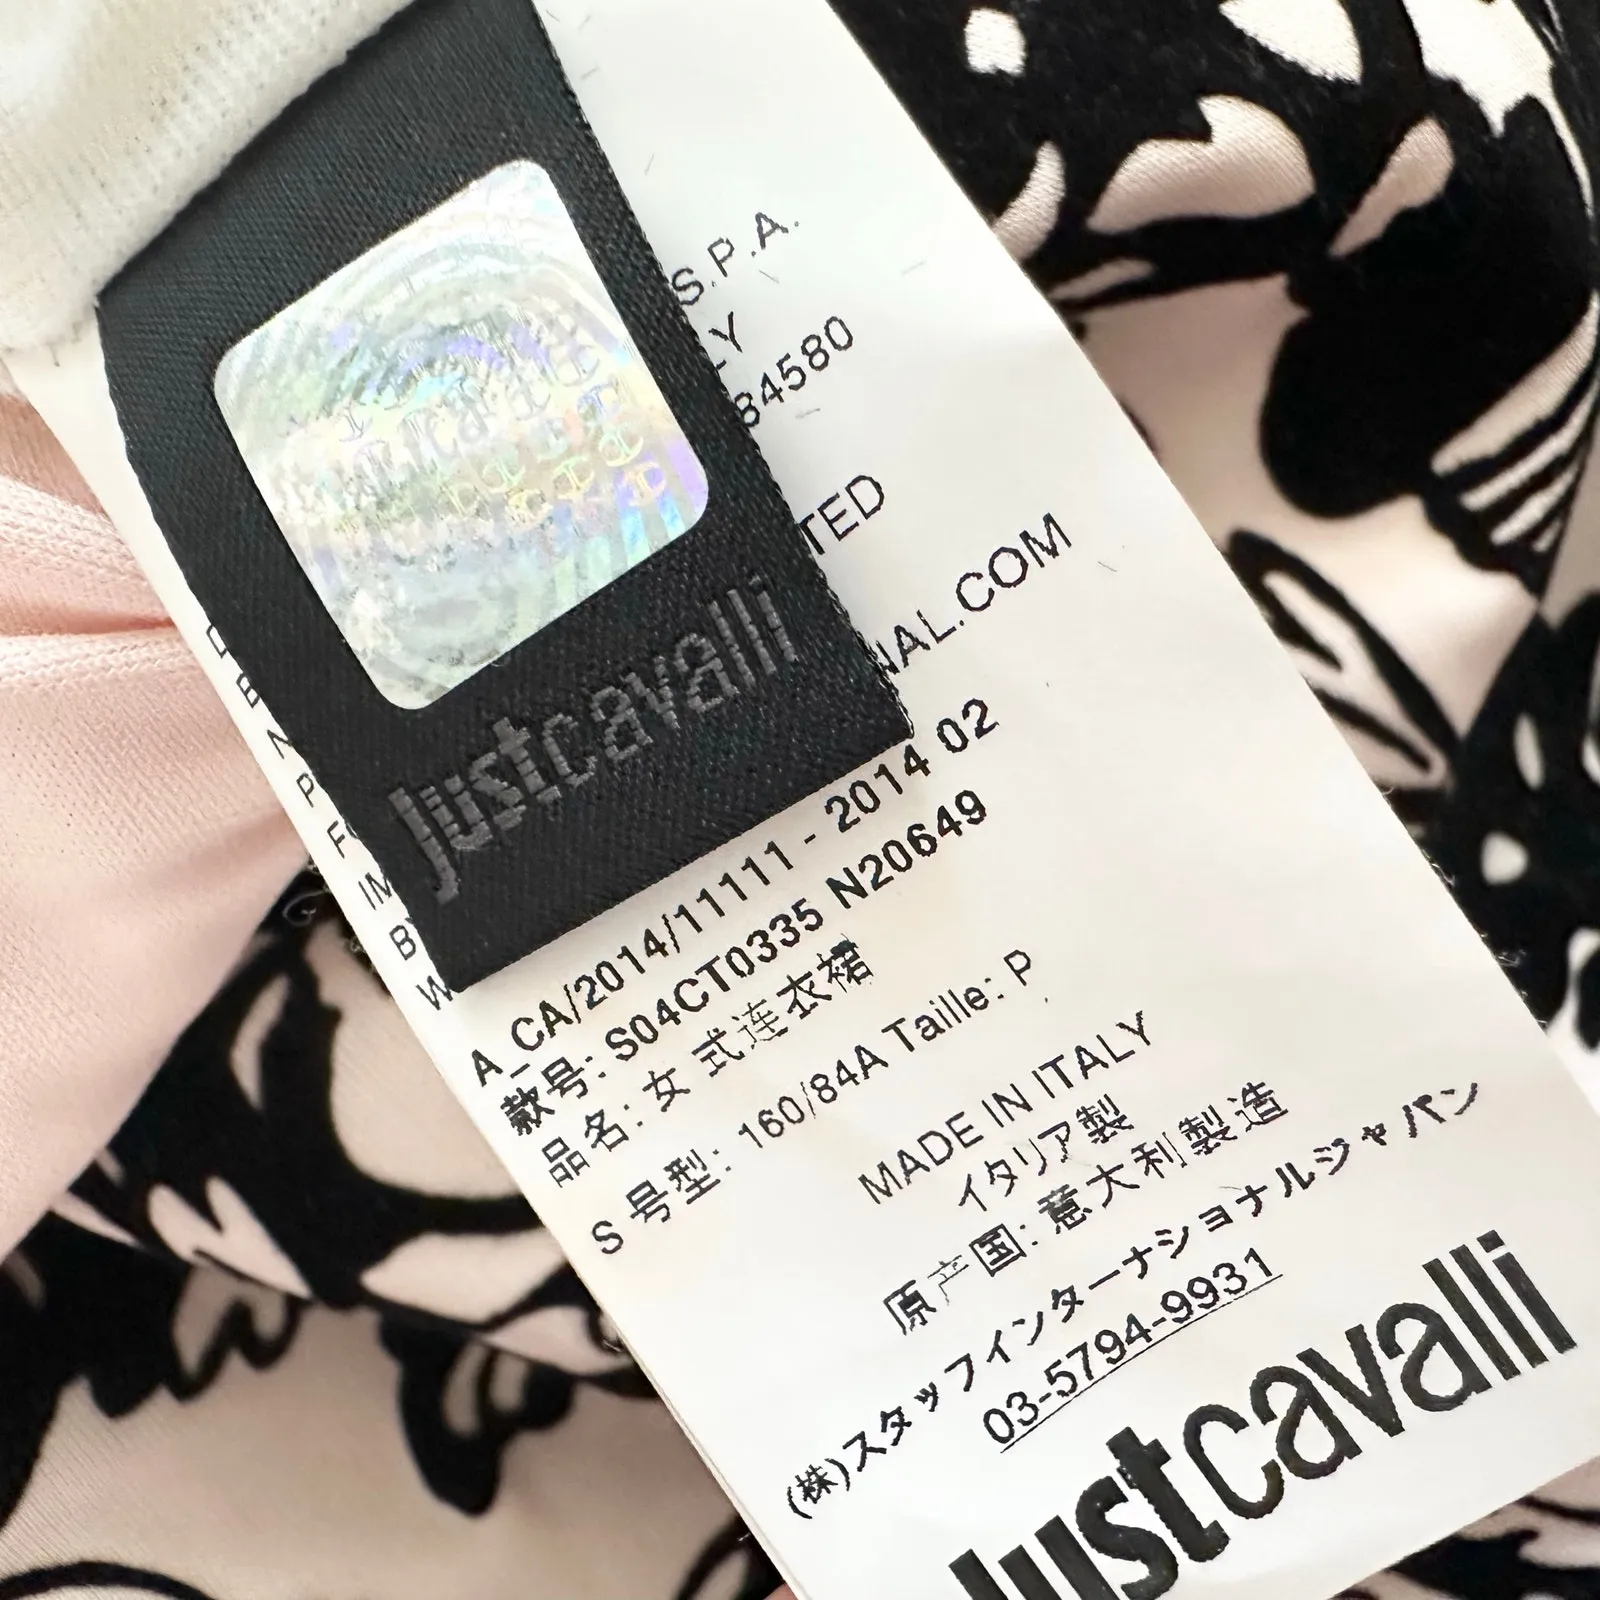 justcavalli
S.P.A.
84580
NAL.COM
A_CA/2014/11111 - 2014 02
款号: S04CT0335 N20649
品名: 女 式连衣裙
S 号型: 160/84A Taille: P
MADE IN ITALY
イタリア製
原产国: 意大利製造
(株)スタッフインターナショナルジャパン
03-5794-9931
justcavalli